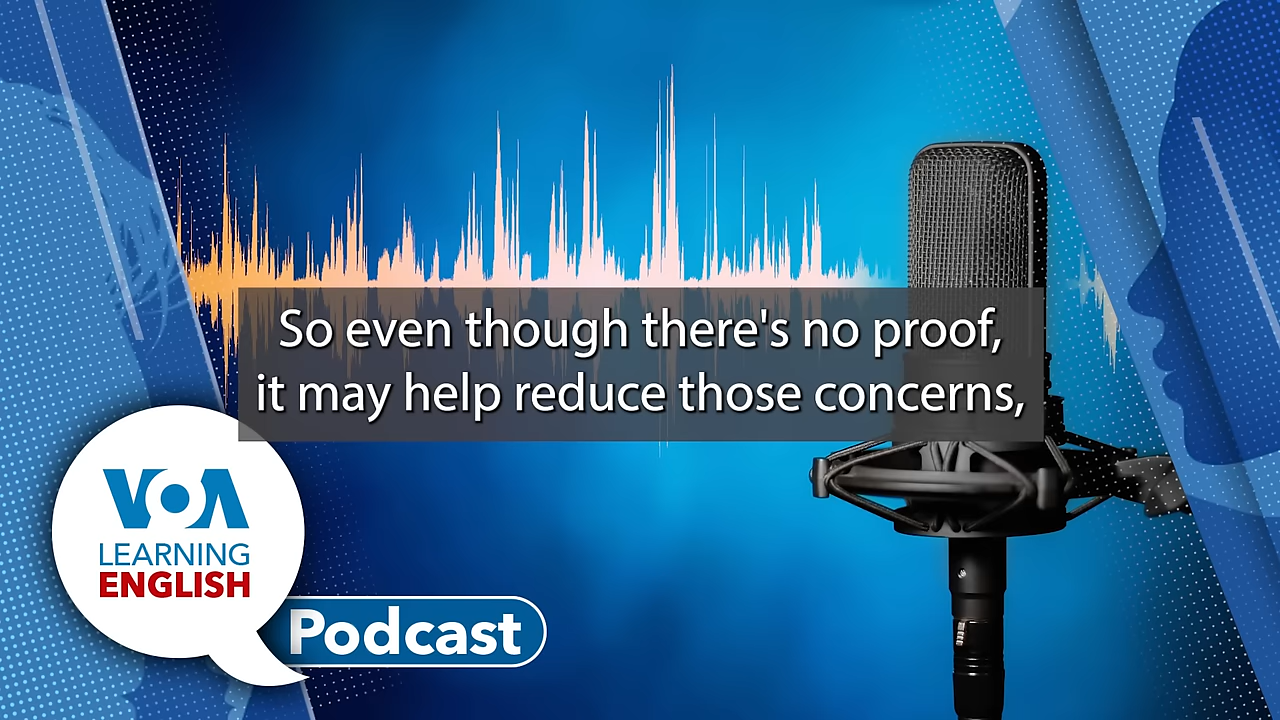 So even though there's no proof,
it may help reduce those concerns,
VOA
LEARNING
ENGLISH
Podcast